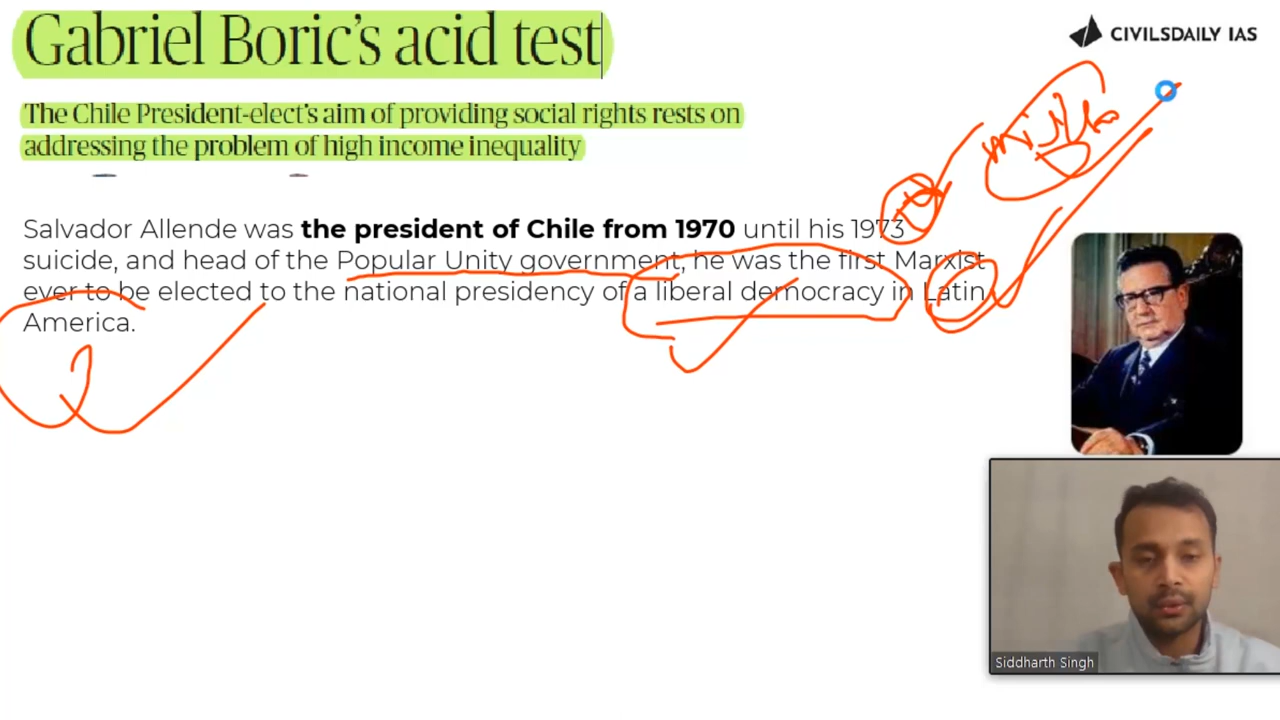 Gabriel Boric's acid test
CIVILSDAILY IAS
The Chile President-elect's aim of providing social rights rests on
addressing the problem of high income inequality
Salvador Allende was the president of Chile from 1970 until his 1973
suicide, and head of the Popular Unity government, he was the first Marxist
ever to be elected to the national presidency of a liberal democracy in Latin
America.
Siddharth Singh